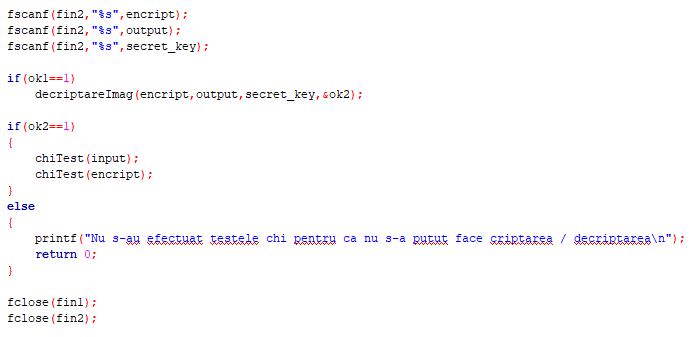 fscanf(fin2,"%s",encript);
fscanf(fin2,"%s",output);
fscanf(fin2,"%s",secret_key);
if(ok1==1)
decriptareImag(encript,output,secret_key,&ok2);
if(ok2==1)
{
chiTest(input);
chiTest(encript);
}
else
{
printf("Nu s-au efectuat testele chi pentru ca nu s-a putut face criptarea / decriptarea\n");
return 0;
}
fclose(fin1);
fclose(fin2);